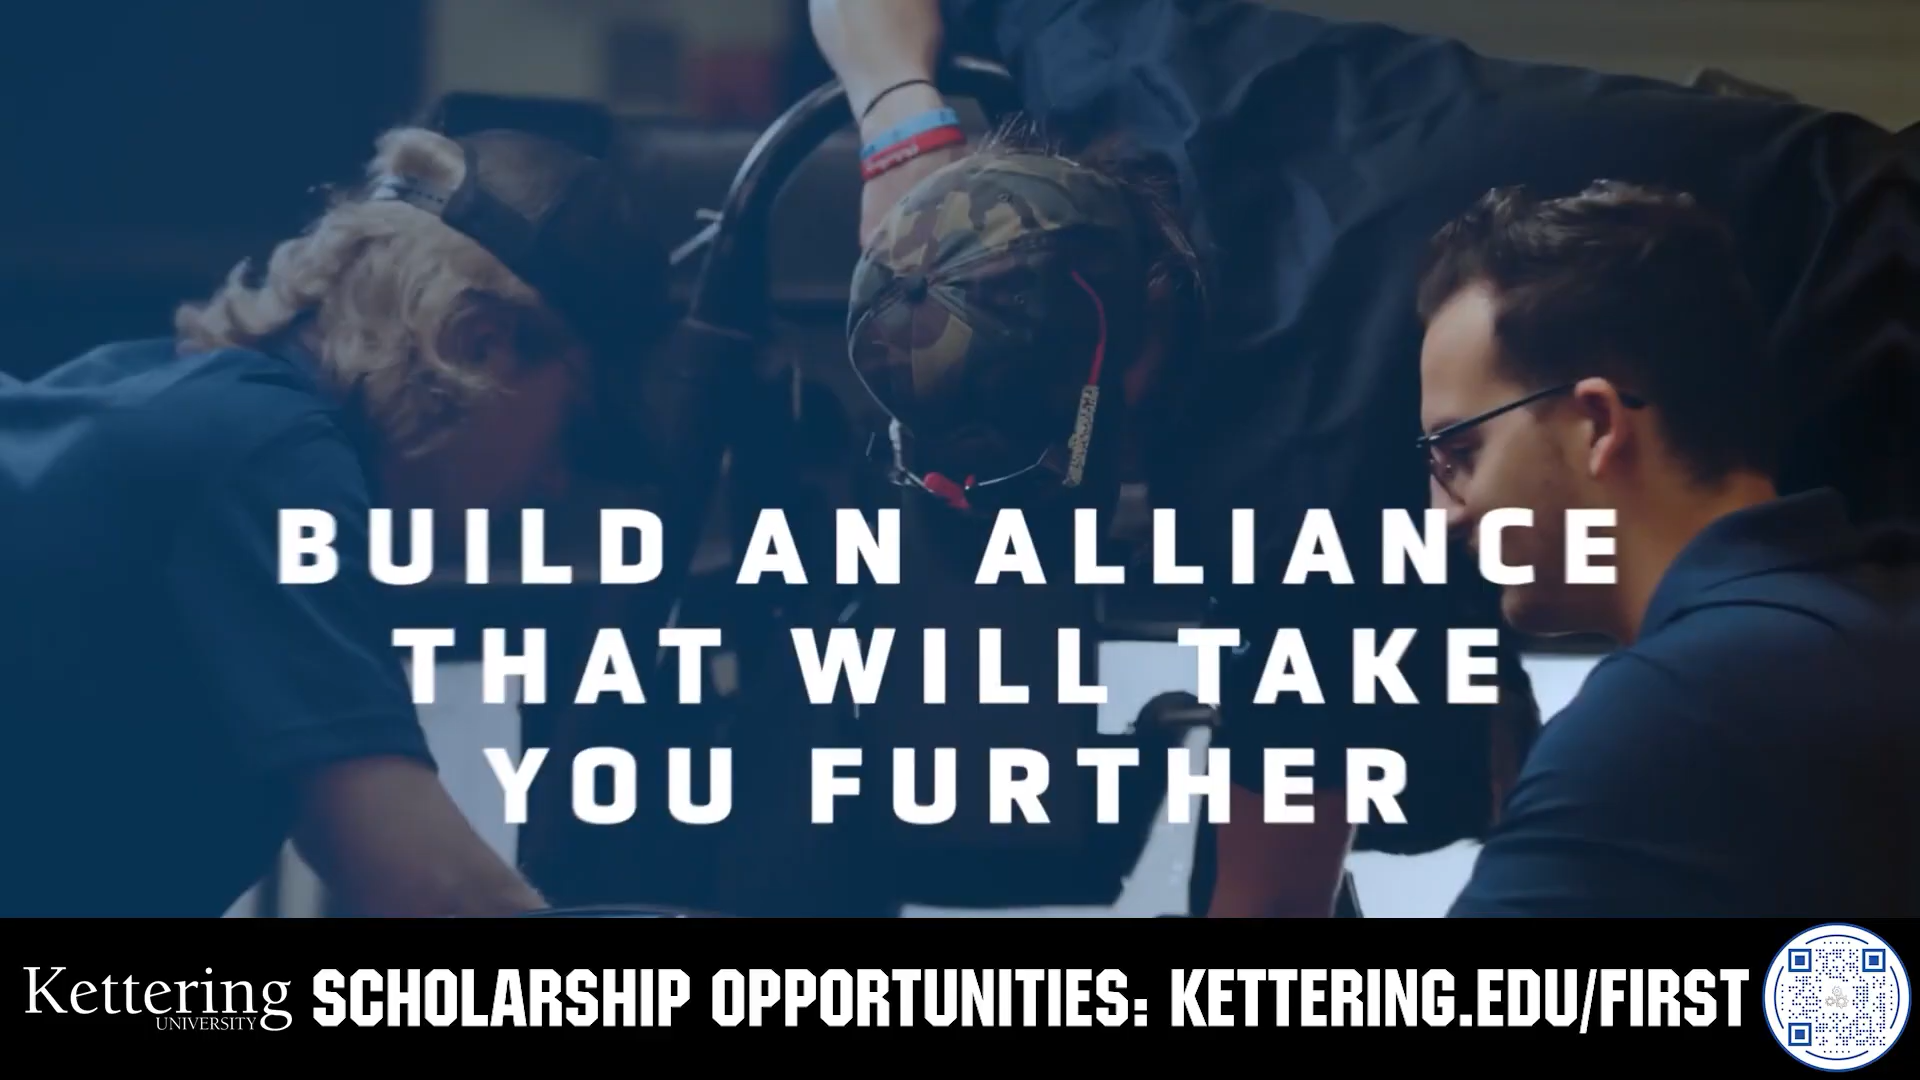 BUILD AN ALLIANCE
THAT WILL TAKE
YOU FURTHER
Kettering
UNIVERSITY
SCHOLARSHIP OPPORTUNITIES: KETTERING.EDU/FIRST